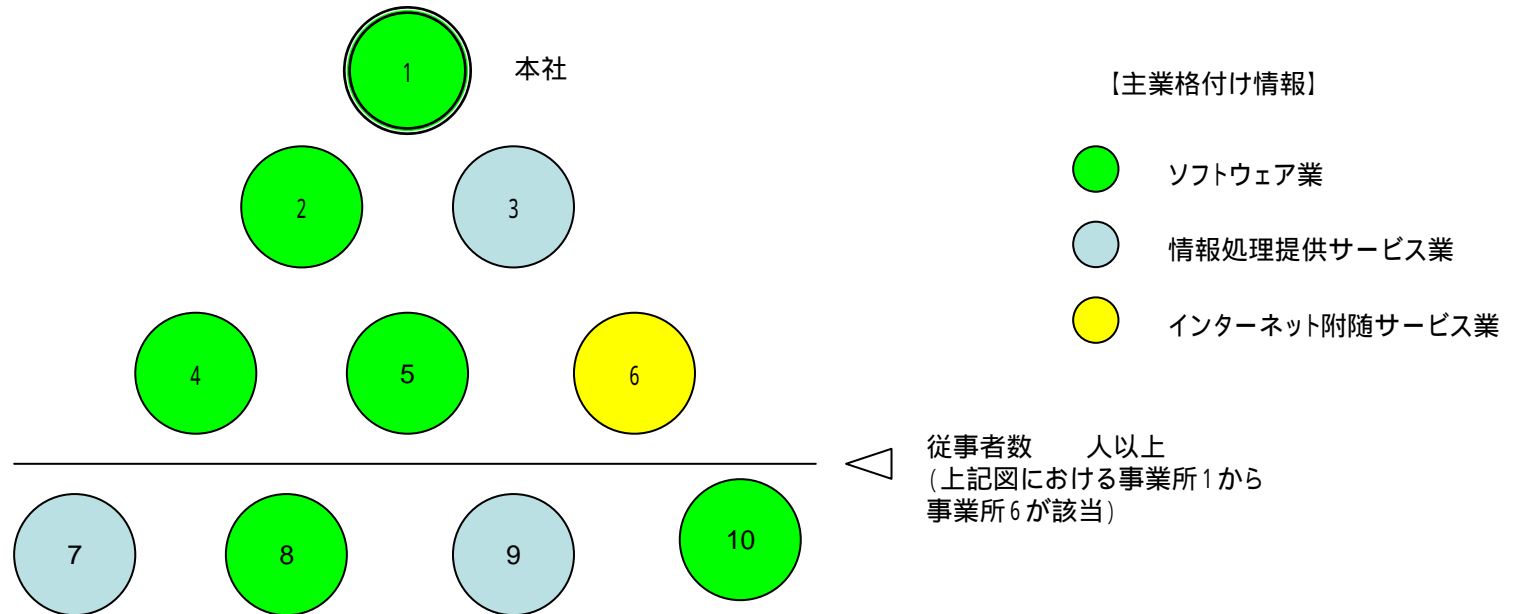 1
本社
【主業格付け情報】
ソフトウェア業
2
3
情報処理提供サービス業
インターネット附随サービス業
4
5
6
従事者数　　人以上
(上記図における事業所1から
事業所6が該当)
7
8
9
10